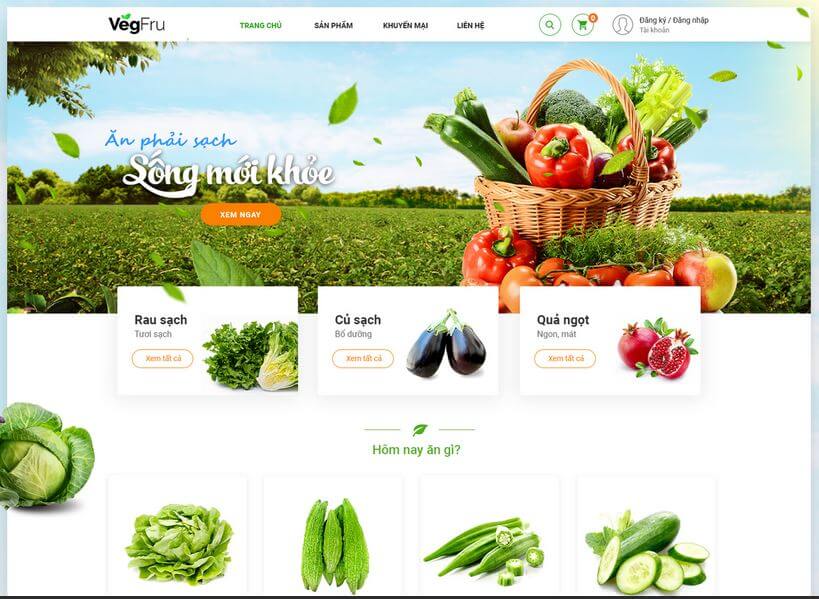 VegFru
TRANG CHỦ
SẢN PHẨM
KHUYẾN MẠI
LIÊN HỆ
0
Đăng ký / Đăng nhập
Tài khoản
Ăn phải sạch
Sống mới khỏe
XEM NGAY
Rau sạch
Tươi sạch
Xem tất cả
Củ sạch
Bổ dưỡng
Xem tất cả
Quả ngọt
Ngon, mát
Xem tất cả
Hôm nay ăn gì?